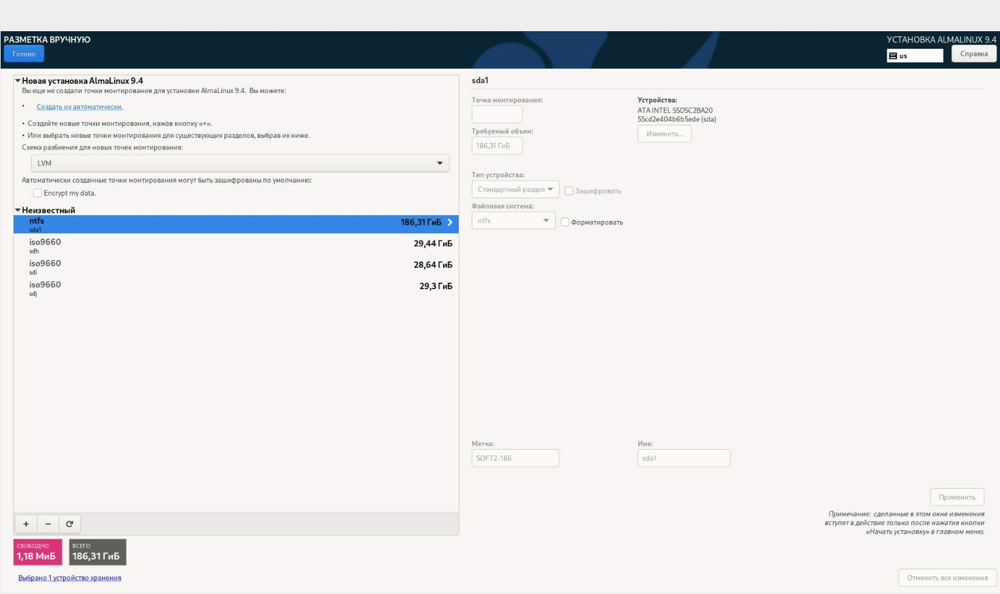 РАЗМЕТКА ВРУЧНУЮ
УСТАНОВКА ALMALINUX 9.4
Готово
us
Справка
Новая установка AlmaLinux 9.4
Вы еще не создали точки монтирования для установки AlmaLinux 9.4. Вы можете:
• Создать их автоматически.
• Создайте новые точки монтирования, нажав кнопку «+».
• Или выбрать новые точки монтирования для существующих разделов, выбрав их ниже.
Схема разбиения для новых точек монтирования:
LVM
Автоматически созданные точки монтирования могут быть зашифрованы по умолчанию:
Encrypt my data.
Неизвестный
ntfs
186,31 ГиБ
sda1
iso9660
29,44 ГиБ
sdh
iso9660
28,64 ГиБ
sdi
iso9660
29,3 ГиБ
sdj
+ −
СВОБОДНО
1,18 МиБ
ВСЕГО
186,31 ГиБ
Выбрано 1 устройство хранения
sda1
Точка монтирования:
Требуемый объем:
186,31 ГиБ
Устройства:
ATA INTEL SSDSC2BA20
55cd2e404b6b5ede (sda)
Изменить...
Тип устройства:
Стандартный раздел
Зашифровать
Файловая система:
ntfs
Форматировать
Метка:
SOFT2-186
Имя:
sda1
Применить
Примечание: сделанные в этом окне изменения
вступят в действие только после нажатия кнопки
«Начать установку» в главном меню.
Отменить все изменения